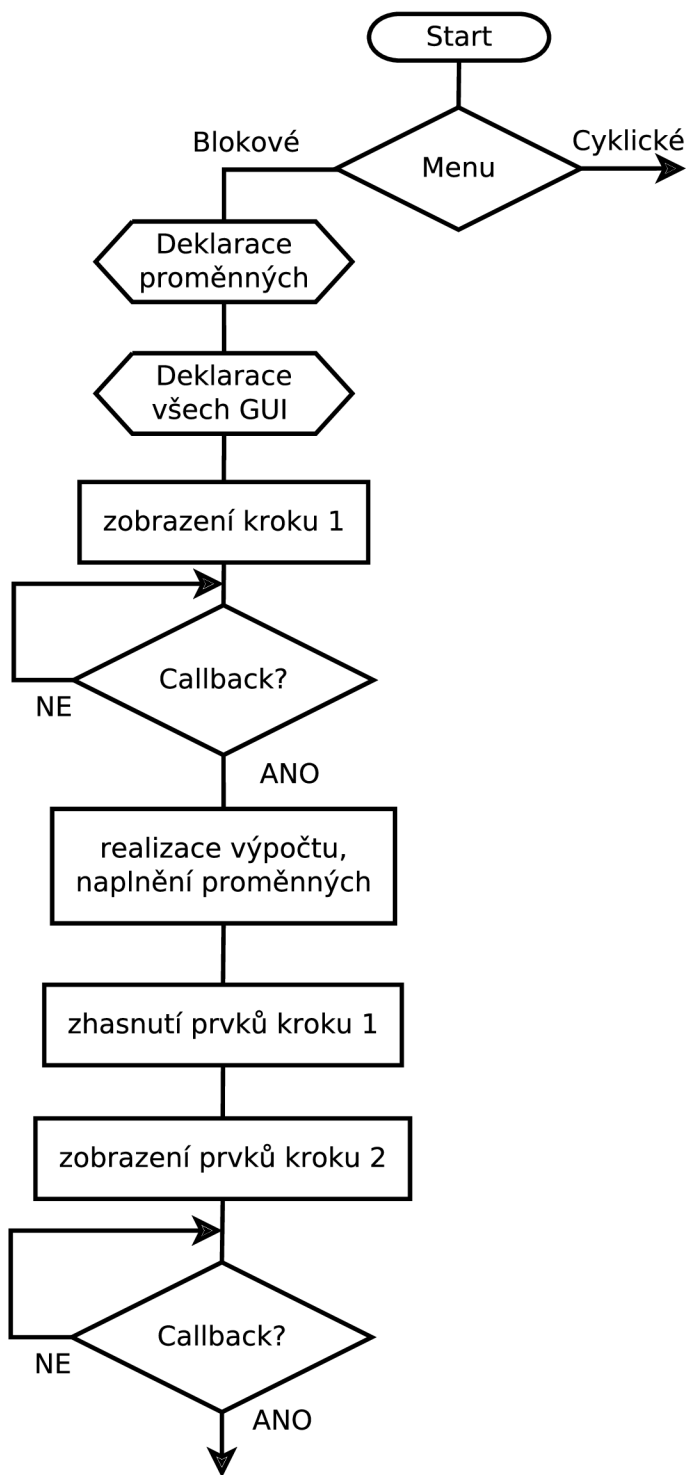 Start
Blokové
Cyklické
Menu
Deklarace
proměnných
Deklarace
všech GUI
zobrazení kroku 1
Callback?
NE
ANO
realizace výpočtu,
naplnění proměnných
zhasnutí prvků kroku 1
zobrazení prvků kroku 2
Callback?
NE
ANO